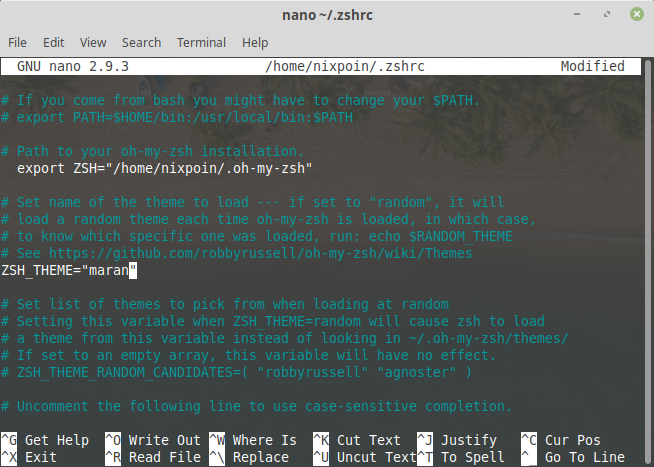 nano ~/.zshrc
File Edit View Search Terminal Help
GNU nano 2.9.3 /home/nixpoin/.zshrc Modified
# If you come from bash you might have to change your $PATH.
# export PATH=$HOME/bin:/usr/local/bin:$PATH
# Path to your oh-my-zsh installation.
export ZSH="/home/nixpoin/.oh-my-zsh"
# Set name of the theme to load --- if set to "random", it will
# load a random theme each time oh-my-zsh is loaded, in which case,
# to know which specific one was loaded, run: echo $RANDOM_THEME
# See https://github.com/robbyrussell/oh-my-zsh/wiki/Themes
ZSH_THEME="maran"
# Set list of themes to pick from when loading at random
# Setting this variable when ZSH_THEME=random will cause zsh to load
# a theme from this variable instead of looking in ~/.oh-my-zsh/themes/
# If set to an empty array, this variable will have no effect.
# ZSH_THEME_RANDOM_CANDIDATES=( "robbyrussell" "agnoster" )
# Uncomment the following line to use case-sensitive completion.
^G Get Help ^O Write Out ^W Where Is ^K Cut Text ^J Justify ^C Cur Pos
^X Exit ^R Read File ^\ Replace ^U Uncut Text ^T To Spell ^_ Go To Line